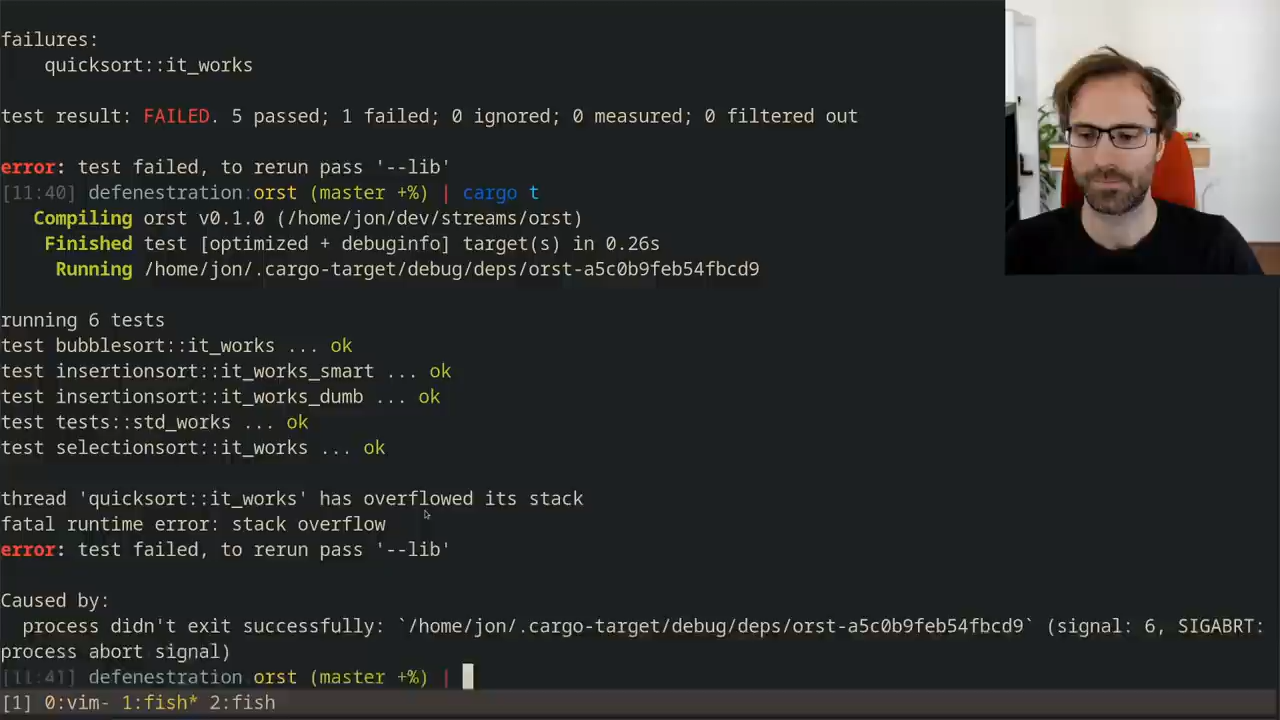 failures:
    quicksort::it_works
test result: FAILED. 5 passed; 1 failed; 0 ignored; 0 measured; 0 filtered out
error: test failed, to rerun pass '--lib'
[11:40] defenestration:orst (master +%) | cargo t
   Compiling orst v0.1.0 (/home/jon/dev/streams/orst)
    Finished test [optimized + debuginfo] target(s) in 0.26s
     Running /home/jon/.cargo-target/debug/deps/orst-a5c0b9feb54fbcd9
running 6 tests
test bubblesort::it_works ... ok
test insertionsort::it_works_smart ... ok
test insertionsort::it_works_dumb ... ok
test tests::std_works ... ok
test selectionsort::it_works ... ok
thread 'quicksort::it_works' has overflowed its stack
fatal runtime error: stack overflow
error: test failed, to rerun pass '--lib'
Caused by:
  process didn't exit successfully: `/home/jon/.cargo-target/debug/deps/orst-a5c0b9feb54fbcd9` (signal: 6, SIGABRT:
process abort signal)
[11:41] defenestration orst (master +%) |
[1] 0:vim- 1:fish* 2:fish